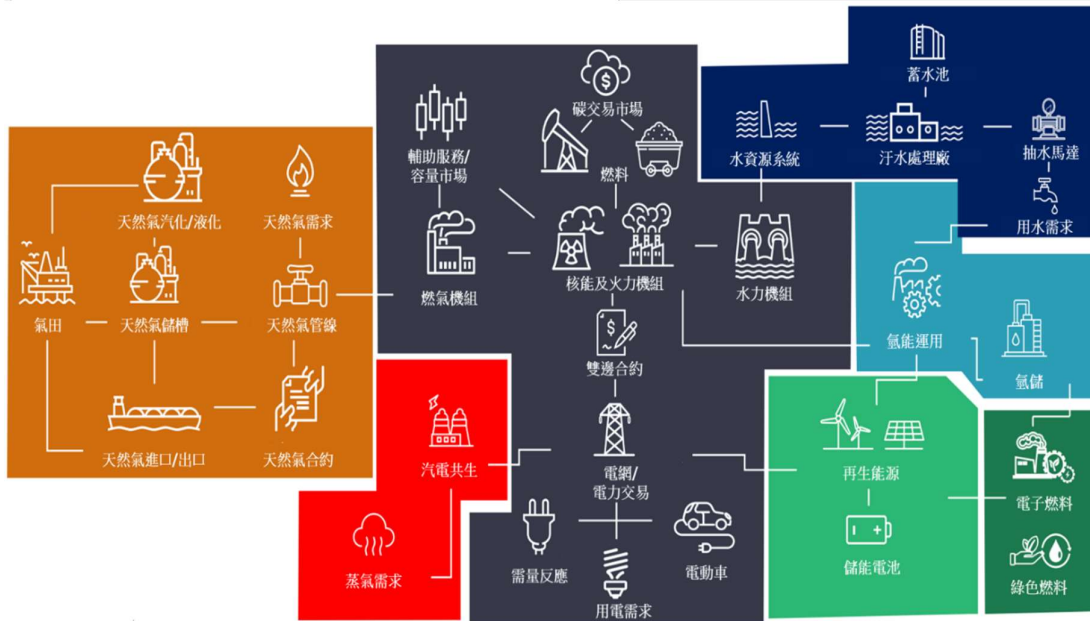 碳交易市場
輔助服務/
容量市場
燃料
燃氣機組
核能及火力機組
水力機組
雙邊合約
電網/
電力交易
需量反應
用電需求
電動車
蓄水池
水資源系統
汙水處理廠
抽水馬達
用水需求
天然氣汽化/液化
天然氣需求
氣田
天然氣儲槽
天然氣管線
天然氣進口/出口
天然氣合約
汽電共生
蒸氣需求
氫能運用
氫儲
再生能源
儲能電池
電子燃料
綠色燃料